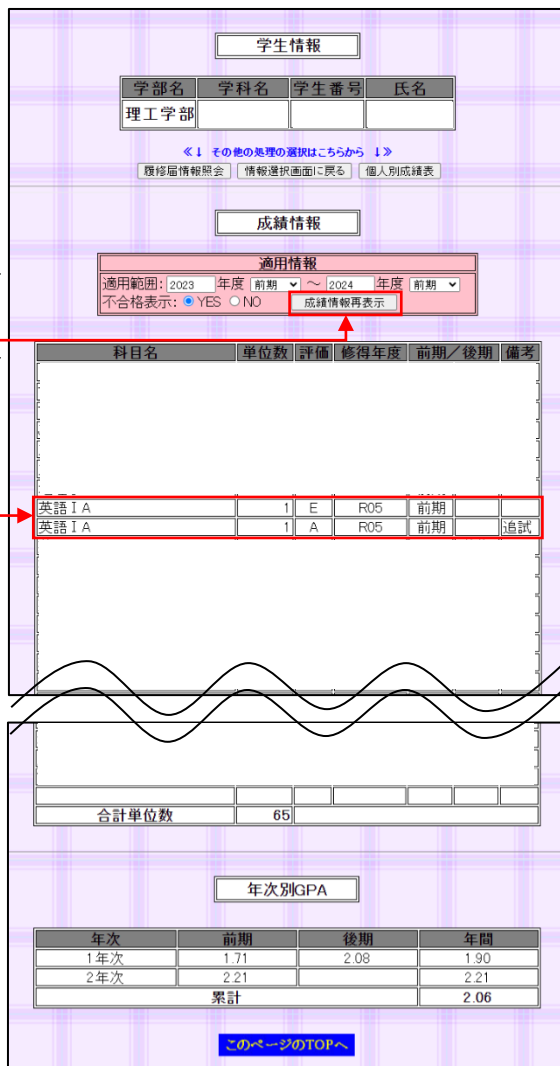 学生情報
学部名 学科名 学生番号 氏名
理工学部
≪↓ その他の処理の選択はこちらから ↓≫
履修届情報照会 情報選択画面に戻る 個人別成績表
成績情報
適用情報
適用範囲: 2023 年度 前期 ～ 2024 年度 前期
不合格表示: YES NO 成績情報再表示
科目名 単位数 評価 修得年度 前期／後期 備考
英語ⅠA 1 E R05 前期
英語ⅠA 1 A R05 前期 追試
合計単位数 65
年次別GPA
年次 前期 後期 年間
1年次 1.71 2.08 1.90
2年次 2.21 2.21
累計 2.06
このページのTOPへ